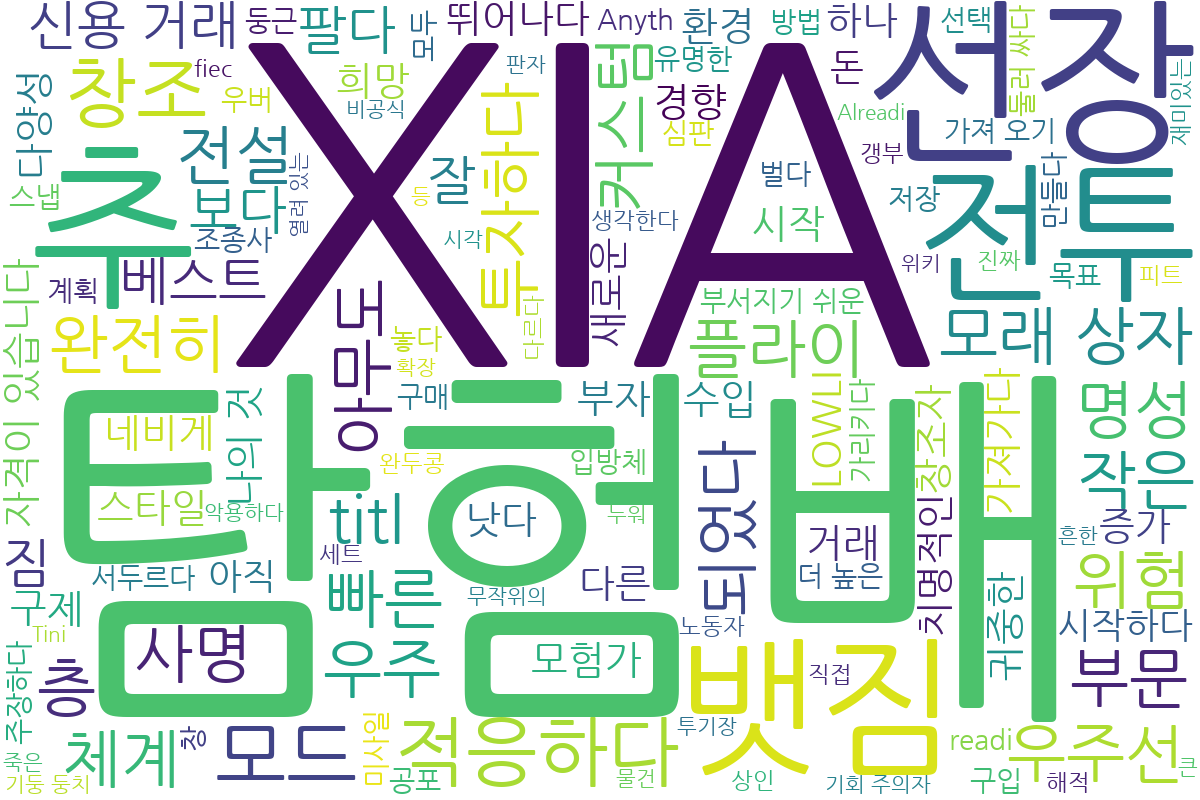 신용 거래
둥근
팔다
모두
뛰어나다
Anyth
환경
방법
하나
선택
둘러 싸다
선장
창조
fiec
우버
희망
판자
비공식
커스텀
유명한
돈
경향
심판
Alreadi
가져 오기
재미있는
다양성
추
전설
보다
잘
투자하다
XIA
벌다
갱부
저장
만들다
전투
스냅
조종사
열려 있는
등
시각
생각한다
시작
위키
진짜
목표
피트
계획
베스트
새로운
부서지기 쉬운
자격이 있습니다
완전히
아무도
놓다
확장
다르다
플라이
모래 상자
구매
부자
수입
LOWLI
가리키다
창조자
가져가다
명성
네비게
나의 것
탐험
배
완두콩
입방체
작은
스타일
악용하다
titl
낫다
누워
되었다
거래
치명적인
흔한
증가
짐
서두르다
아직
세트
빠른
무작위의
다른
더 높은
귀중한
위험
구제
Tini
사명
우주
모험가
노동자
시작하다
주장하다
층
뱃짐
직접
부문
죽은
체계
창
모드
미사일
적응하다
투기장
readi
우주선
큰
기둥 뭉치
공포
물건
상인
기회 주의자
구입
해적